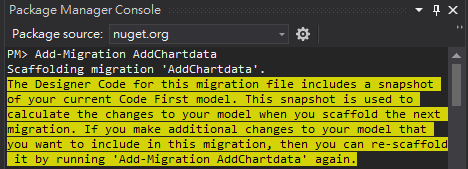 Package Manager Console
Package source: nuget.org
PM> Add-Migration AddChartdata
Scaffolding migration 'AddChartdata'.
The Designer Code for this migration file includes a snapshot
of your current Code First model. This snapshot is used to
calculate the changes to your model when you scaffold the next
migration. If you make additional changes to your model that
you want to include in this migration, then you can re-scaffold
it by running 'Add-Migration AddChartdata' again.